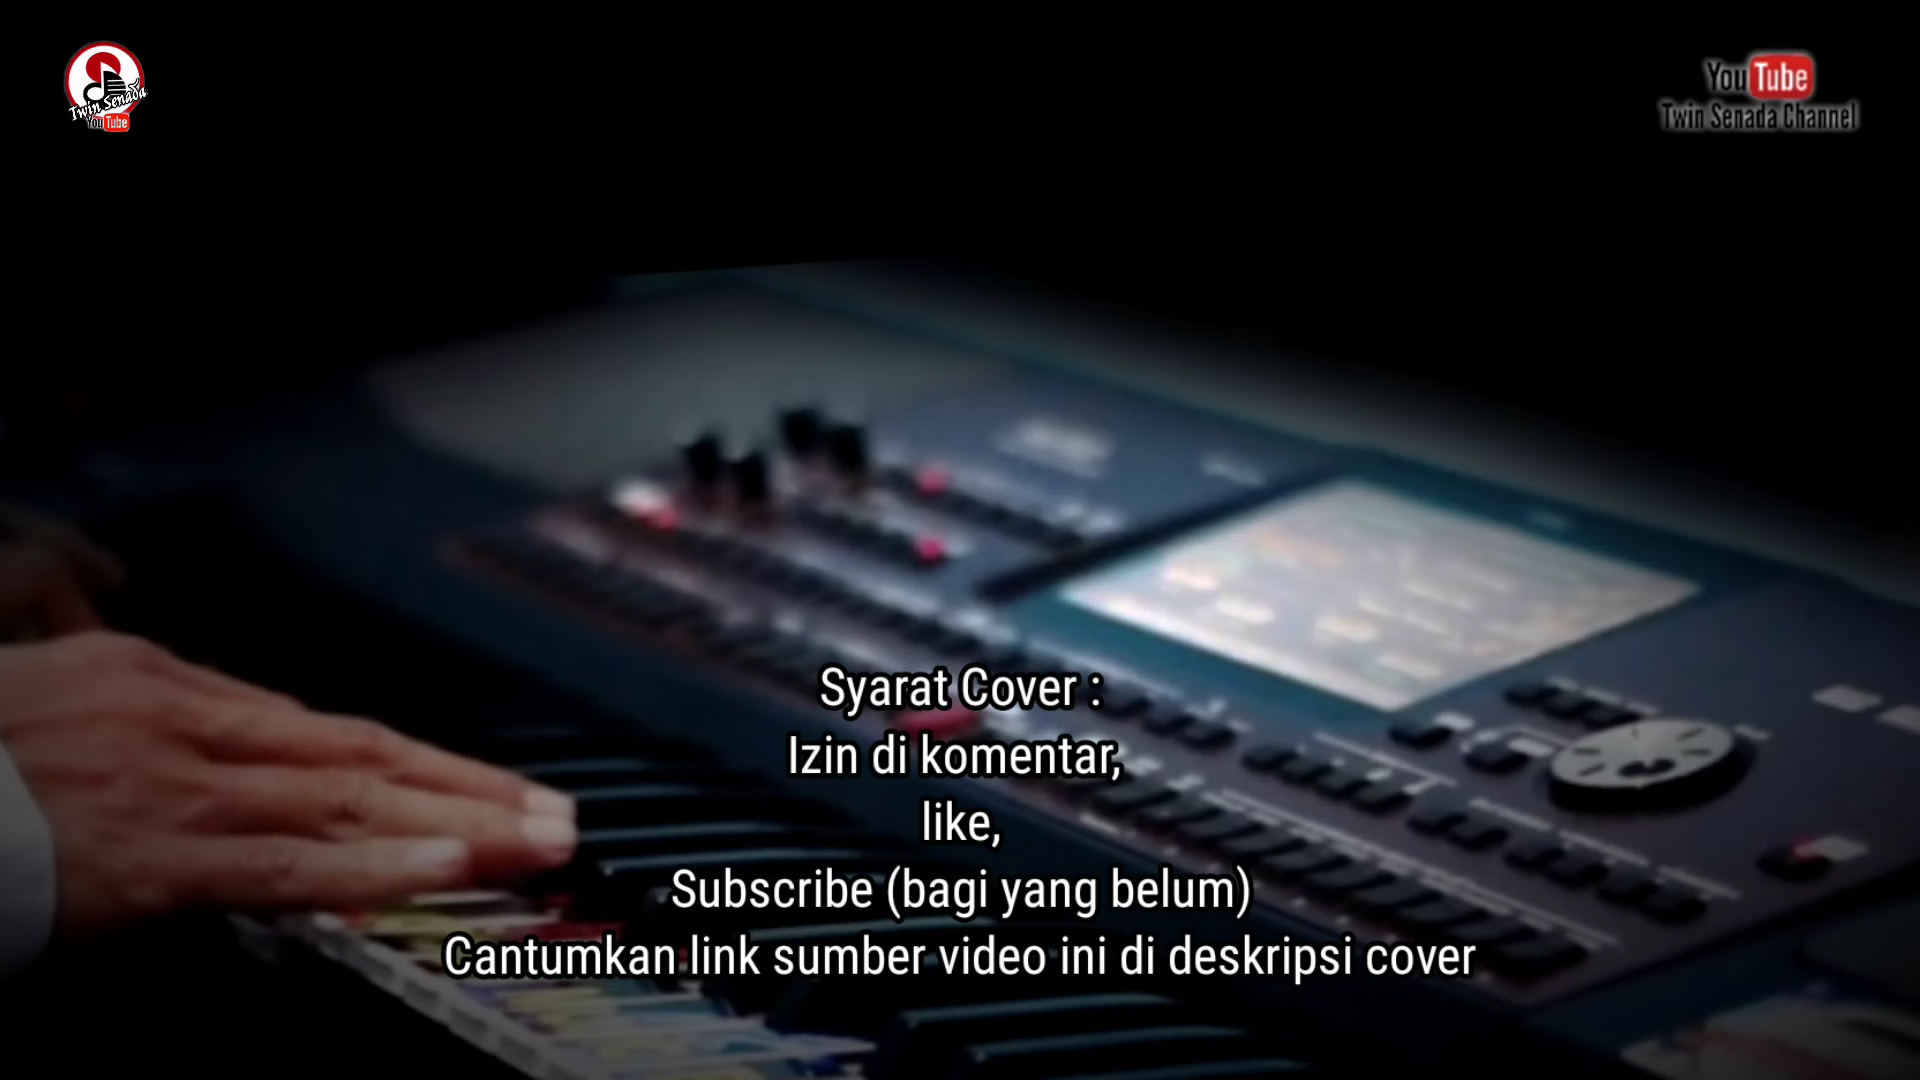 Twin Senada
YouTube
YouTube
Twin Senada Channel
Syarat Cover :
Izin di komentar,
like,
Subscribe (bagi yang belum)
Cantumkan link sumber video ini di deskripsi cover